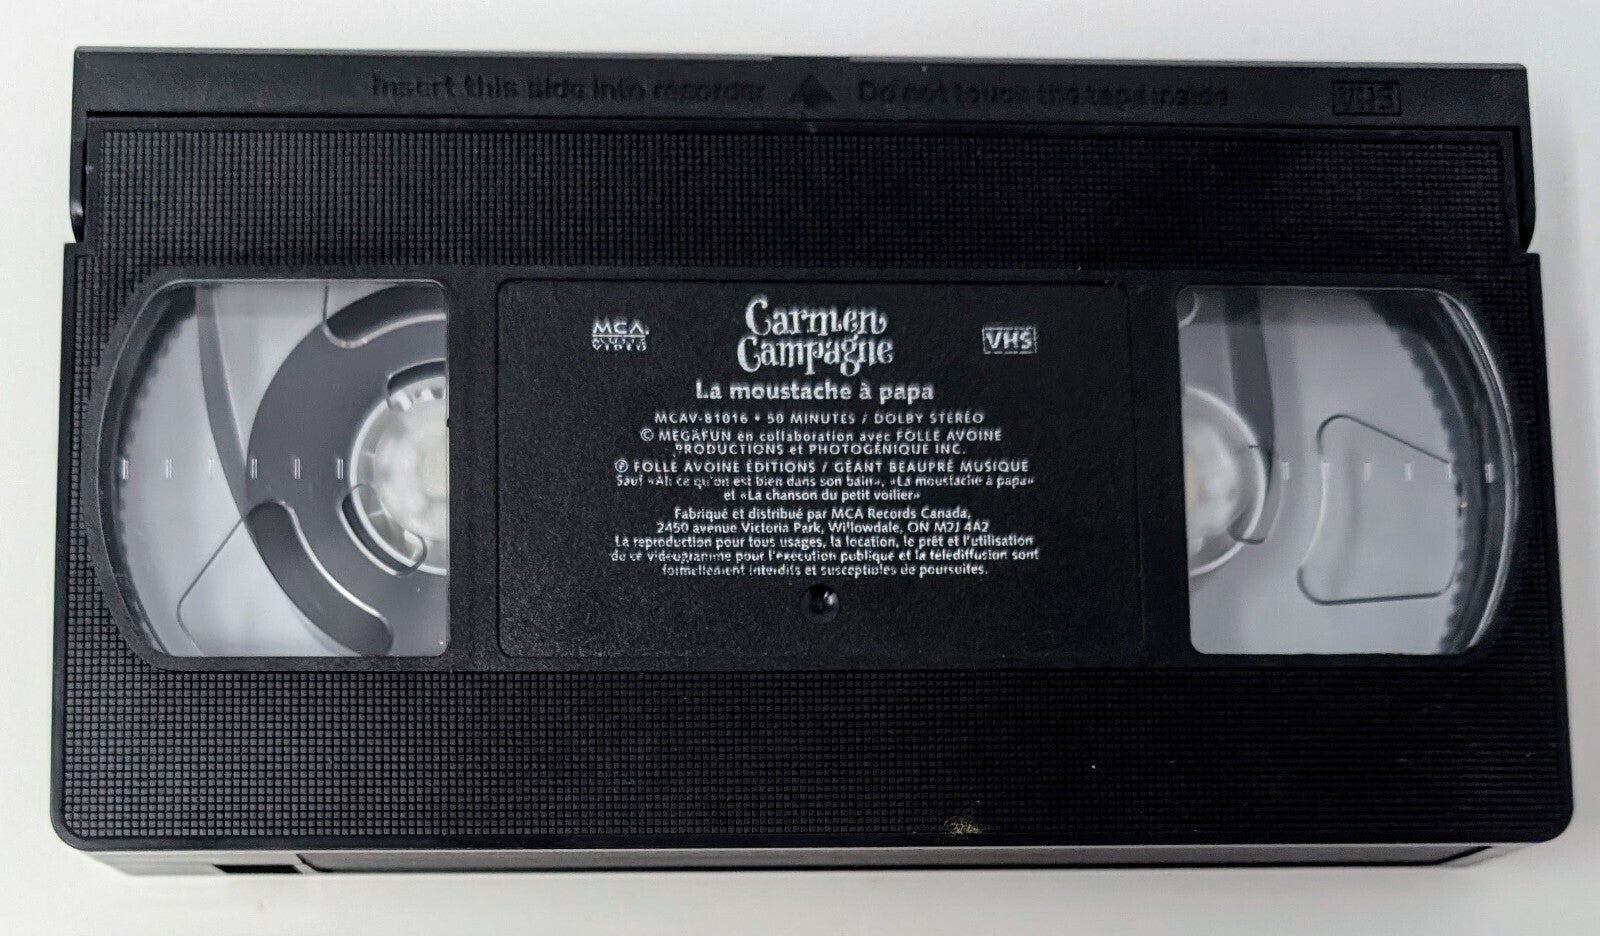 Insert this side into recorder ▲ Do not touch the tape inside VHS
MCA.
MUSIC
VIDEO
Carmen
Campagne
VHS
La moustache à papa
MCAV-81016 • 50 MINUTES / DOLBY STÉRÉO
© MÉGAFUN en collaboration avec FOLLE AVOINE
PRODUCTIONS et PHOTOGÉNIQUE INC.
℗ FOLLE AVOINE ÉDITIONS / GÉANT BEAUPRÉ MUSIQUE
Sauf «Ah ce qu'on est bien dans son bain», «La moustache à papa»
et «La chanson du petit voilier»
Fabriqué et distribué par MCA Records Canada,
2450 avenue Victoria Park, Willowdale, ON M2J 4A2
La reproduction pour tous usages, la location, le prêt et l'utilisation
de ce vidéogramme pour l'exécution publique et la télédiffusion sont
formellement interdits et susceptibles de poursuites.